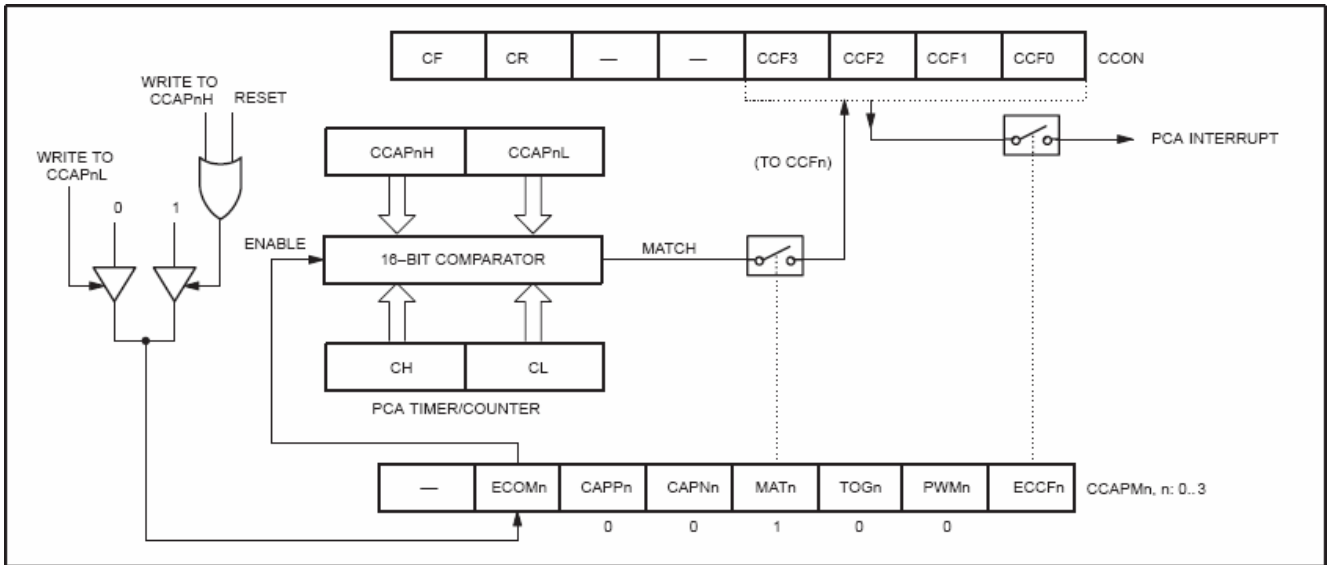 CF CR — — CCF3 CCF2 CCF1 CCF0 CCON
WRITE TO
CCAPnH RESET
WRITE TO
CCAPnL
0 1
CCAPnH CCAPnL
(TO CCFn)
PCA INTERRUPT
ENABLE
16–BIT COMPARATOR
MATCH
CH CL
PCA TIMER/COUNTER
— ECOMn CAPPn CAPNn MATn TOGn PWMn ECCFn CCAPMn, n: 0..3
0 0 1 0 0